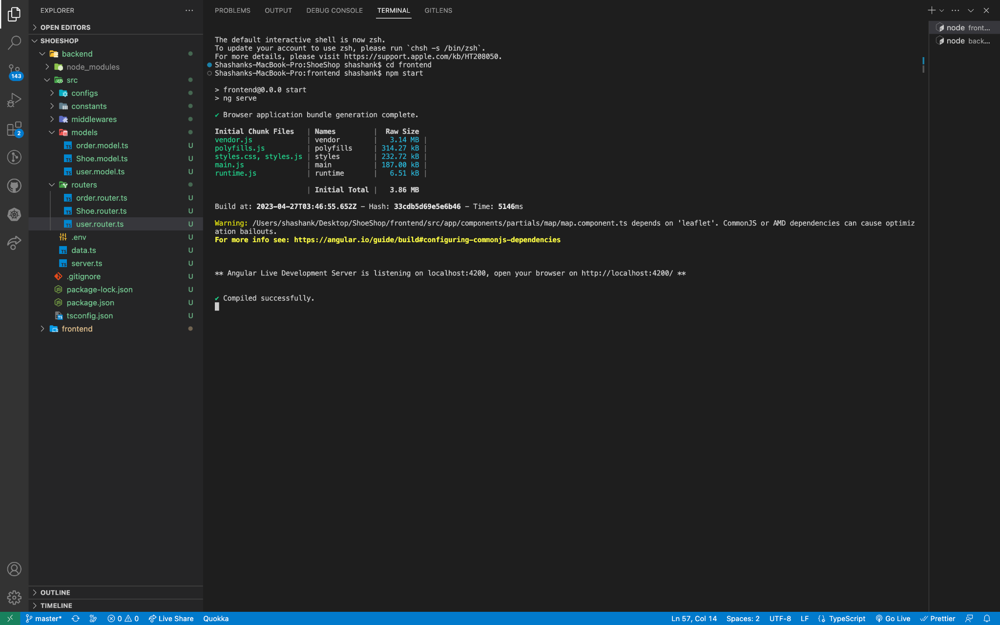 EXPLORER
OPEN EDITORS
SHOESHOP
backend
node_modules
src
configs
constants
middlewares
models
order.model.ts U
Shoe.model.ts U
user.model.ts U
routers
order.router.ts U
Shoe.router.ts U
user.router.ts U
.env U
data.ts U
server.ts U
.gitignore U
package-lock.json U
package.json U
tsconfig.json U
frontend
OUTLINE
TIMELINE
143
2
PROBLEMS OUTPUT DEBUG CONSOLE TERMINAL GITLENS
The default interactive shell is now zsh.
To update your account to use zsh, please run `chsh -s /bin/zsh`.
For more details, please visit https://support.apple.com/kb/HT208050.
Shashanks-MacBook-Pro:ShoeShop shashank$ cd frontend
Shashanks-MacBook-Pro:frontend shashank$ npm start
> frontend@0.0.0 start
> ng serve
✔ Browser application bundle generation complete.
Initial Chunk Files | Names | Raw Size
vendor.js | vendor | 3.14 MB |
polyfills.js | polyfills | 314.27 kB |
styles.css, styles.js | styles | 232.72 kB |
main.js | main | 187.00 kB |
runtime.js | runtime | 6.51 kB |
| Initial Total | 3.86 MB
Build at: 2023-04-27T03:46:55.652Z - Hash: 33cdb5d69e5e6b46 - Time: 5146ms
Warning: /Users/shashank/Desktop/ShoeShop/frontend/src/app/components/partials/map/map.component.ts depends on 'leaflet'. CommonJS or AMD dependencies can cause optimiz
ation bailouts.
For more info see: https://angular.io/guide/build#configuring-commonjs-dependencies
** Angular Live Development Server is listening on localhost:4200, open your browser on http://localhost:4200/ **
✔ Compiled successfully.
node front...
node back...
master* 0 0 Live Share Quokka Ln 57, Col 14 Spaces: 2 UTF-8 LF TypeScript Go Live Prettier